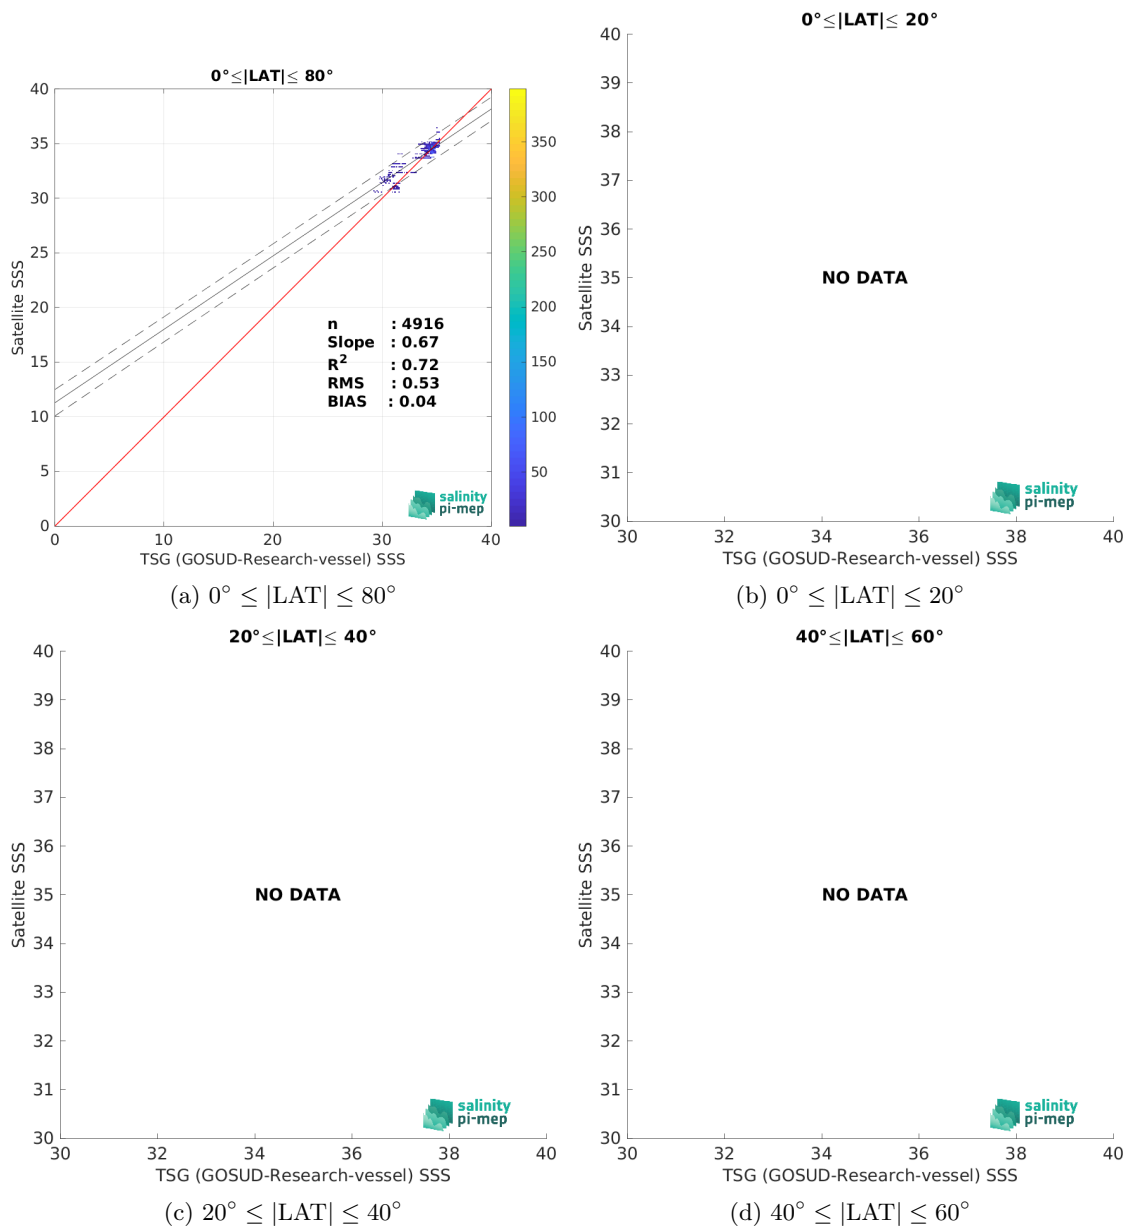 0°≤|LAT|≤ 80°
40
35
30
25
20
15
10
5
0
Satellite SSS
0
10
20
30
40
TSG (GOSUD-Research-vessel) SSS
n : 4916
Slope : 0.67
R² : 0.72
RMS : 0.53
BIAS : 0.04
350
300
250
200
150
100
50
salinity
pi-mep
(a) 0° ≤ |LAT| ≤ 80°
0°≤|LAT|≤ 20°
40
39
38
37
36
35
34
33
32
31
30
Satellite SSS
NO DATA
salinity
pi-mep
30
32
34
36
38
40
TSG (GOSUD-Research-vessel) SSS
(b) 0° ≤ |LAT| ≤ 20°
20°≤|LAT|≤ 40°
40
39
38
37
36
35
34
33
32
31
30
Satellite SSS
NO DATA
salinity
pi-mep
30
32
34
36
38
40
TSG (GOSUD-Research-vessel) SSS
(c) 20° ≤ |LAT| ≤ 40°
40°≤|LAT|≤ 60°
40
39
38
37
36
35
34
33
32
31
30
Satellite SSS
NO DATA
salinity
pi-mep
30
32
34
36
38
40
TSG (GOSUD-Research-vessel) SSS
(d) 40° ≤ |LAT| ≤ 60°